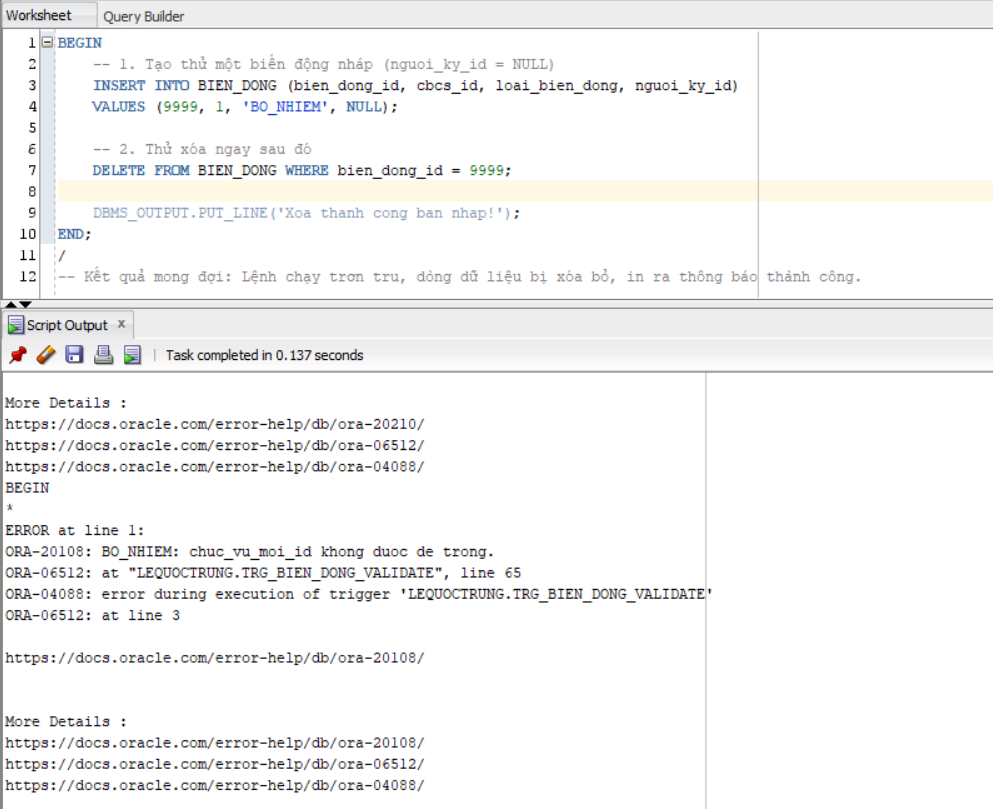 Worksheet Query Builder
1 BEGIN
2 -- 1. Tạo thử một biến động nháp (nguoi_ky_id = NULL)
3 INSERT INTO BIEN_DONG (bien_dong_id, cbcs_id, loai_bien_dong, nguoi_ky_id)
4 VALUES (9999, 1, 'BO_NHIEM', NULL);
5
6 -- 2. Thử xóa ngay sau đó
7 DELETE FROM BIEN_DONG WHERE bien_dong_id = 9999;
8
9 DBMS_OUTPUT.PUT_LINE('Xoa thanh cong ban nhap!');
10 END;
11 /
12 -- Kết quả mong đợi: Lệnh chạy trơn tru, dòng dữ liệu bị xóa bỏ, in ra thông báo thành công.
Script Output x
Task completed in 0.137 seconds
More Details :
https://docs.oracle.com/error-help/db/ora-20210/
https://docs.oracle.com/error-help/db/ora-06512/
https://docs.oracle.com/error-help/db/ora-04088/
BEGIN
*
ERROR at line 1:
ORA-20108: BO_NHIEM: chuc_vu_moi_id khong duoc de trong.
ORA-06512: at "LEQUOCTRUNG.TRG_BIEN_DONG_VALIDATE", line 65
ORA-04088: error during execution of trigger 'LEQUOCTRUNG.TRG_BIEN_DONG_VALIDATE'
ORA-06512: at line 3
https://docs.oracle.com/error-help/db/ora-20108/
More Details :
https://docs.oracle.com/error-help/db/ora-20108/
https://docs.oracle.com/error-help/db/ora-06512/
https://docs.oracle.com/error-help/db/ora-04088/